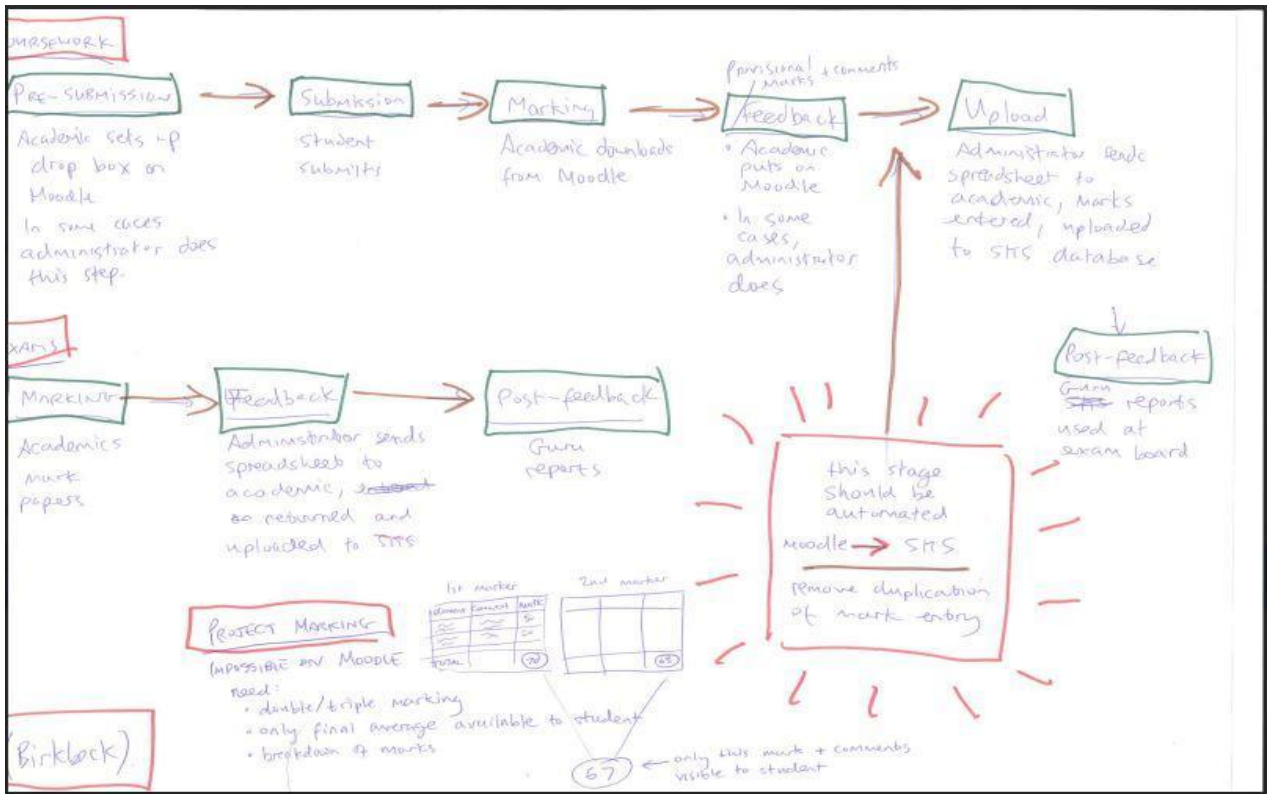 OURSEWORK
PRE-SUBMISSION
Academic sets up
drop box on
Moodle
In some cases
administrator does
this step.
Submission
Student
submits
Marking
Academic downloads
from Moodle
Provisional marks + comments
Feedback
• Academic
puts on
Moodle
• In some
cases,
administrator
does
Upload
Administrator sends
spreadsheet to
academic, marks
entered, uploaded
to SITS database
Post-feedback
Guru
reports
used at
exam board
XAMS
MARKING
Academics
mark
papers
Feedback
Administrator sends
spreadsheet to
academic,
returned and
uploaded to SITS
Post-feedback
Guru
reports
this stage
should be
automated
Moodle → SITS
remove duplication
of mark entry
PROJECT MARKING
IMPOSSIBLE ON MOODLE
need:
• double/triple marking
• only final average available to student
• breakdown of marks
1st marker
comment mark
TOTAL 70
2nd marker
65
67 ← only this mark + comments
visible to student
(Birkbeck)